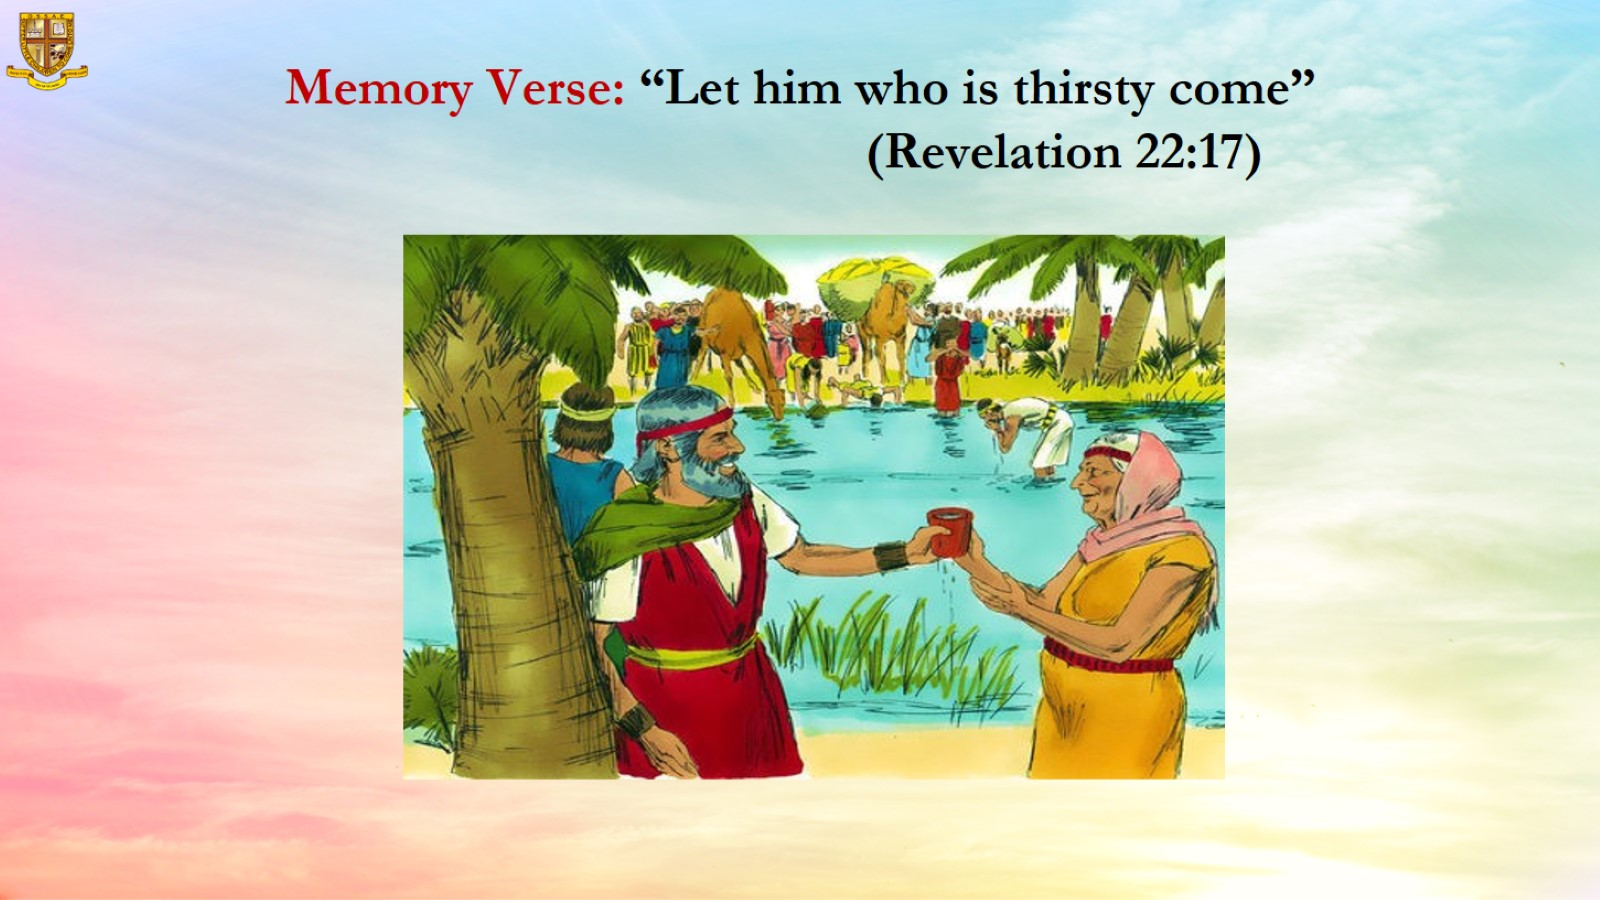 Memory Verse: “Let him who is thirsty come”
(Revelation 22:17)